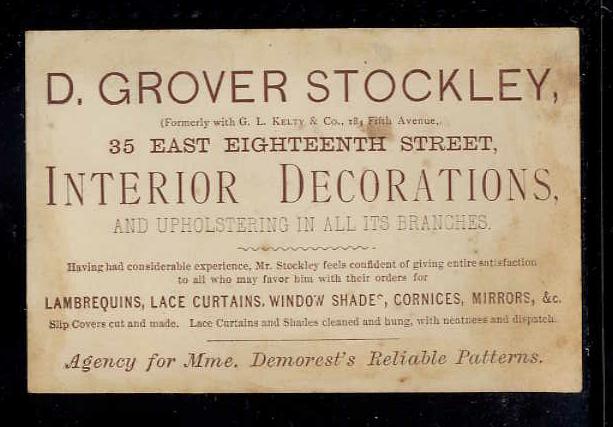 D. GROVER STOCKLEY,
(Formerly with G. L. KELTY & Co., 184 Fifth Avenue,)
35 EAST EIGHTEENTH STREET,
INTERIOR DECORATIONS,
AND UPHOLSTERING IN ALL ITS BRANCHES.
Having had considerable experience, Mr. Stockley feels confident of giving entire satisfaction
to all who may favor him with their orders for
LAMBREQUINS, LACE CURTAINS, WINDOW SHADES, CORNICES, MIRRORS, &c.
Slip Covers cut and made. Lace Curtains and Shades cleaned and hung, with neatness and dispatch.
Agency for Mme. Demorest's Reliable Patterns.